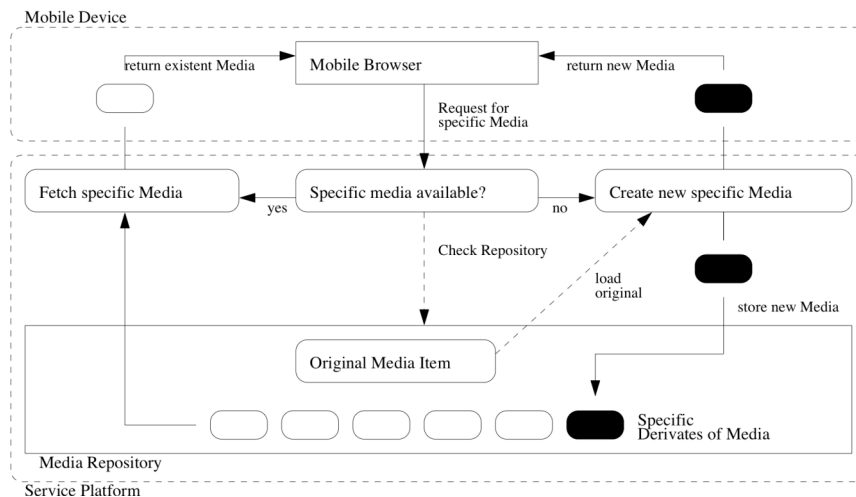 Mobile Device
return existent Media
Mobile Browser
return new Media
Request for
specific Media
Fetch specific Media
Specific media available?
Create new specific Media
yes
no
Check Repository
load
original
store new Media
Original Media Item
Specific
Derivates of Media
Media Repository
Service Platform